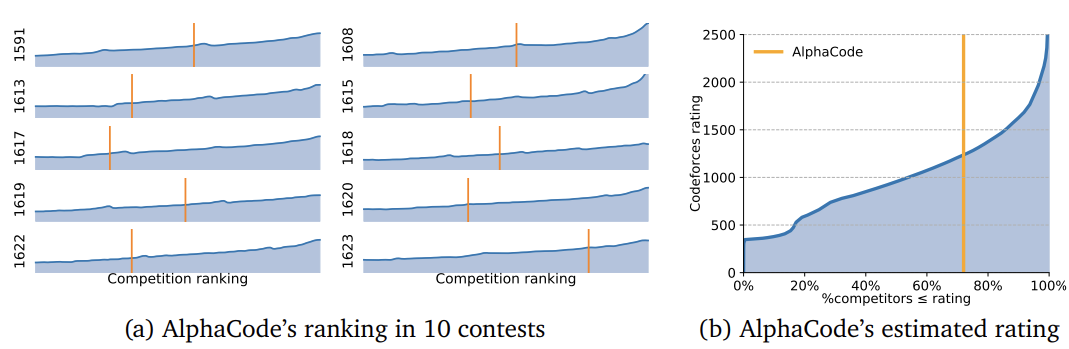 1591
1613
1617
1619
1622
Competition ranking
1608
1615
1618
1620
1623
Competition ranking
(a) AlphaCode's ranking in 10 contests
Codeforces rating
2500
2000
1500
1000
500
0
AlphaCode
0% 20% 40% 60% 80% 100%
%competitors ≤ rating
(b) AlphaCode's estimated rating